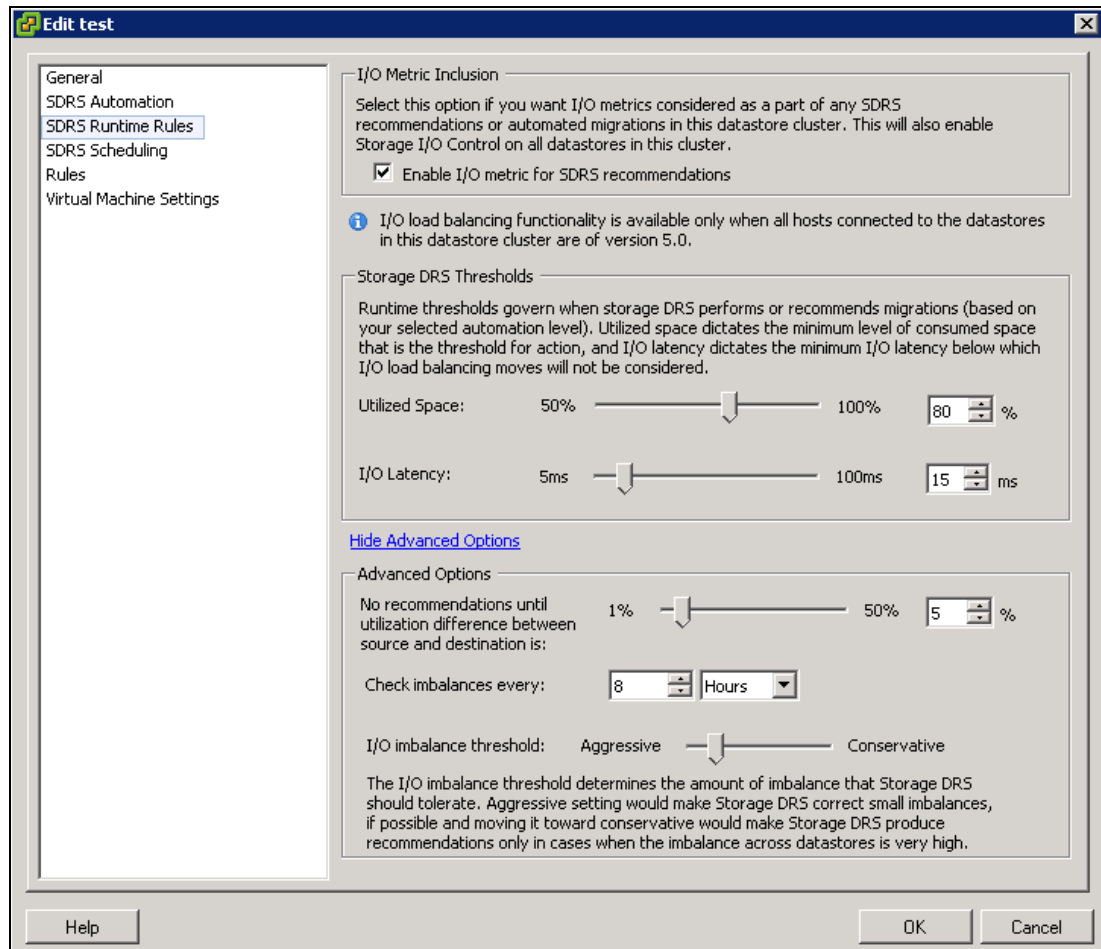 Edit test
General
SDRS Automation
SDRS Runtime Rules
SDRS Scheduling
Rules
Virtual Machine Settings
I/O Metric Inclusion
Select this option if you want I/O metrics considered as a part of any SDRS
recommendations or automated migrations in this datastore cluster. This will also enable
Storage I/O Control on all datastores in this cluster.
Enable I/O metric for SDRS recommendations
I/O load balancing functionality is available only when all hosts connected to the datastores
in this datastore cluster are of version 5.0.
Storage DRS Thresholds
Runtime thresholds govern when storage DRS performs or recommends migrations (based on
your selected automation level). Utilized space dictates the minimum level of consumed space
that is the threshold for action, and I/O latency dictates the minimum I/O latency below which
I/O load balancing moves will not be considered.
Utilized Space: 50% 100% 80 %
I/O Latency: 5ms 100ms 15 ms
Hide Advanced Options
Advanced Options
No recommendations until 1% 50% 5 %
utilization difference between
source and destination is:
Check imbalances every: 8 Hours
I/O imbalance threshold: Aggressive Conservative
The I/O imbalance threshold determines the amount of imbalance that Storage DRS
should tolerate. Aggressive setting would make Storage DRS correct small imbalances,
if possible and moving it toward conservative would make Storage DRS produce
recommendations only in cases when the imbalance across datastores is very high.
Help OK Cancel